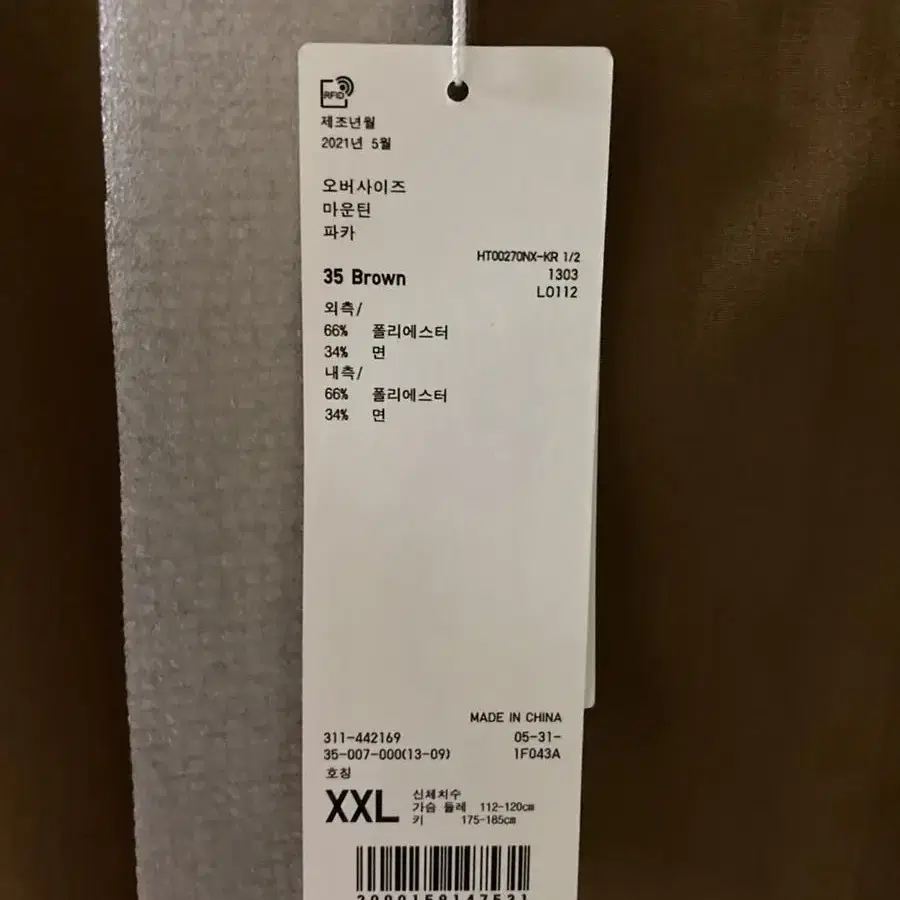 RFID
제조년월
2021년 5월
오버사이즈
마운틴
파카
HT00270NX-KR 1/2
35 Brown
1303
L0112
외측/
66% 폴리에스터
34% 면
내측/
66% 폴리에스터
34% 면
MADE IN CHINA
311-442169 05-31-
35-007-000(13-09) 1F043A
호칭
XXL
신체치수
가슴 둘레 112-120cm
키 175-185cm